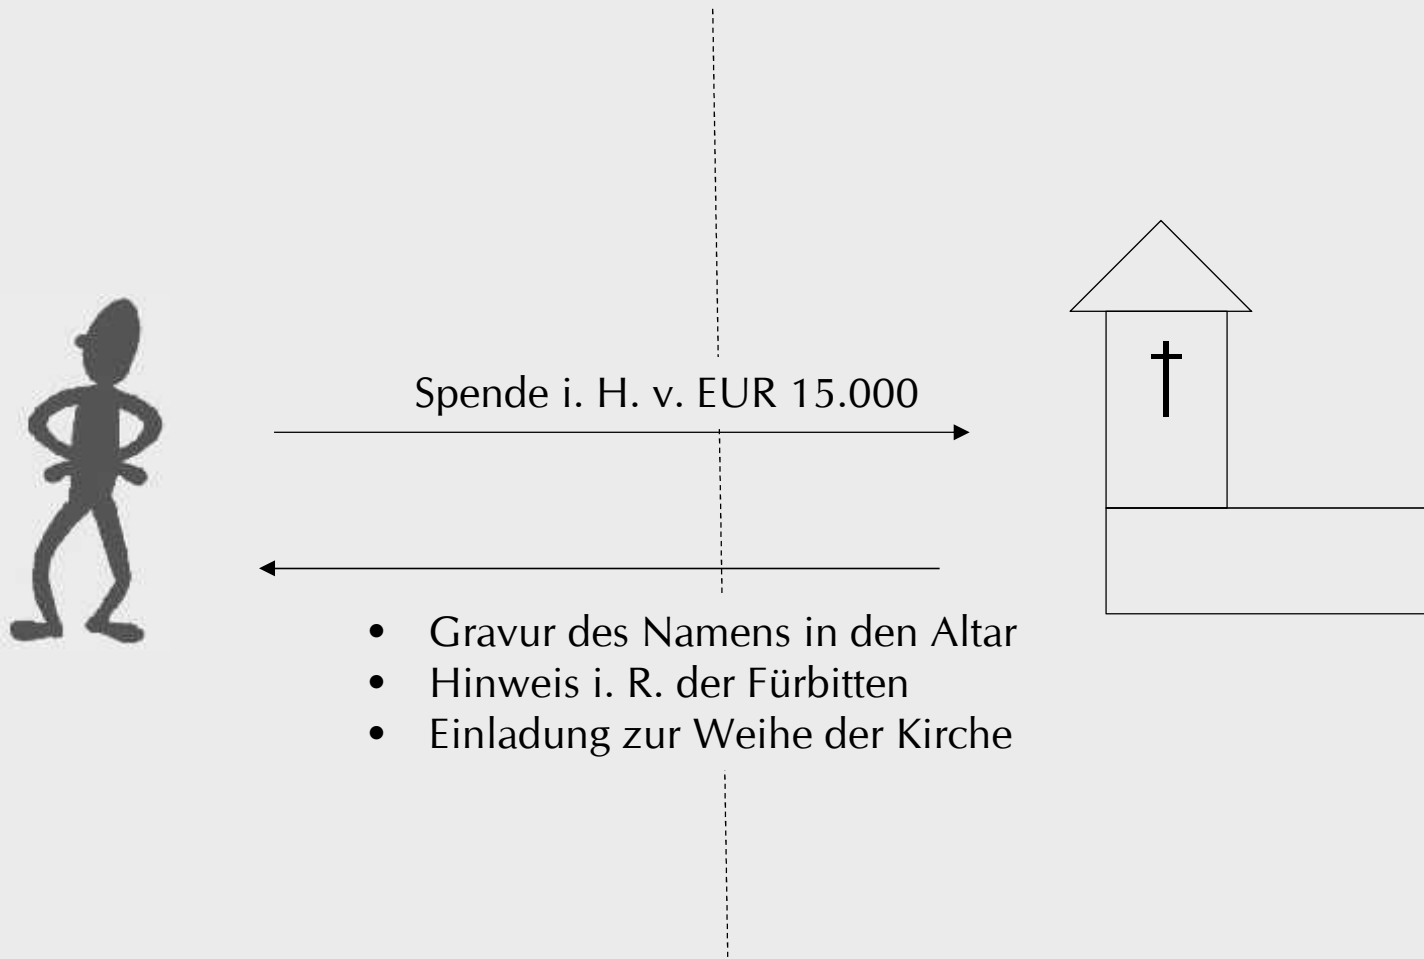 Spende i. H. v. EUR 15.000
• Gravur des Namens in den Altar
• Hinweis i. R. der Fürbitten
• Einladung zur Weihe der Kirche